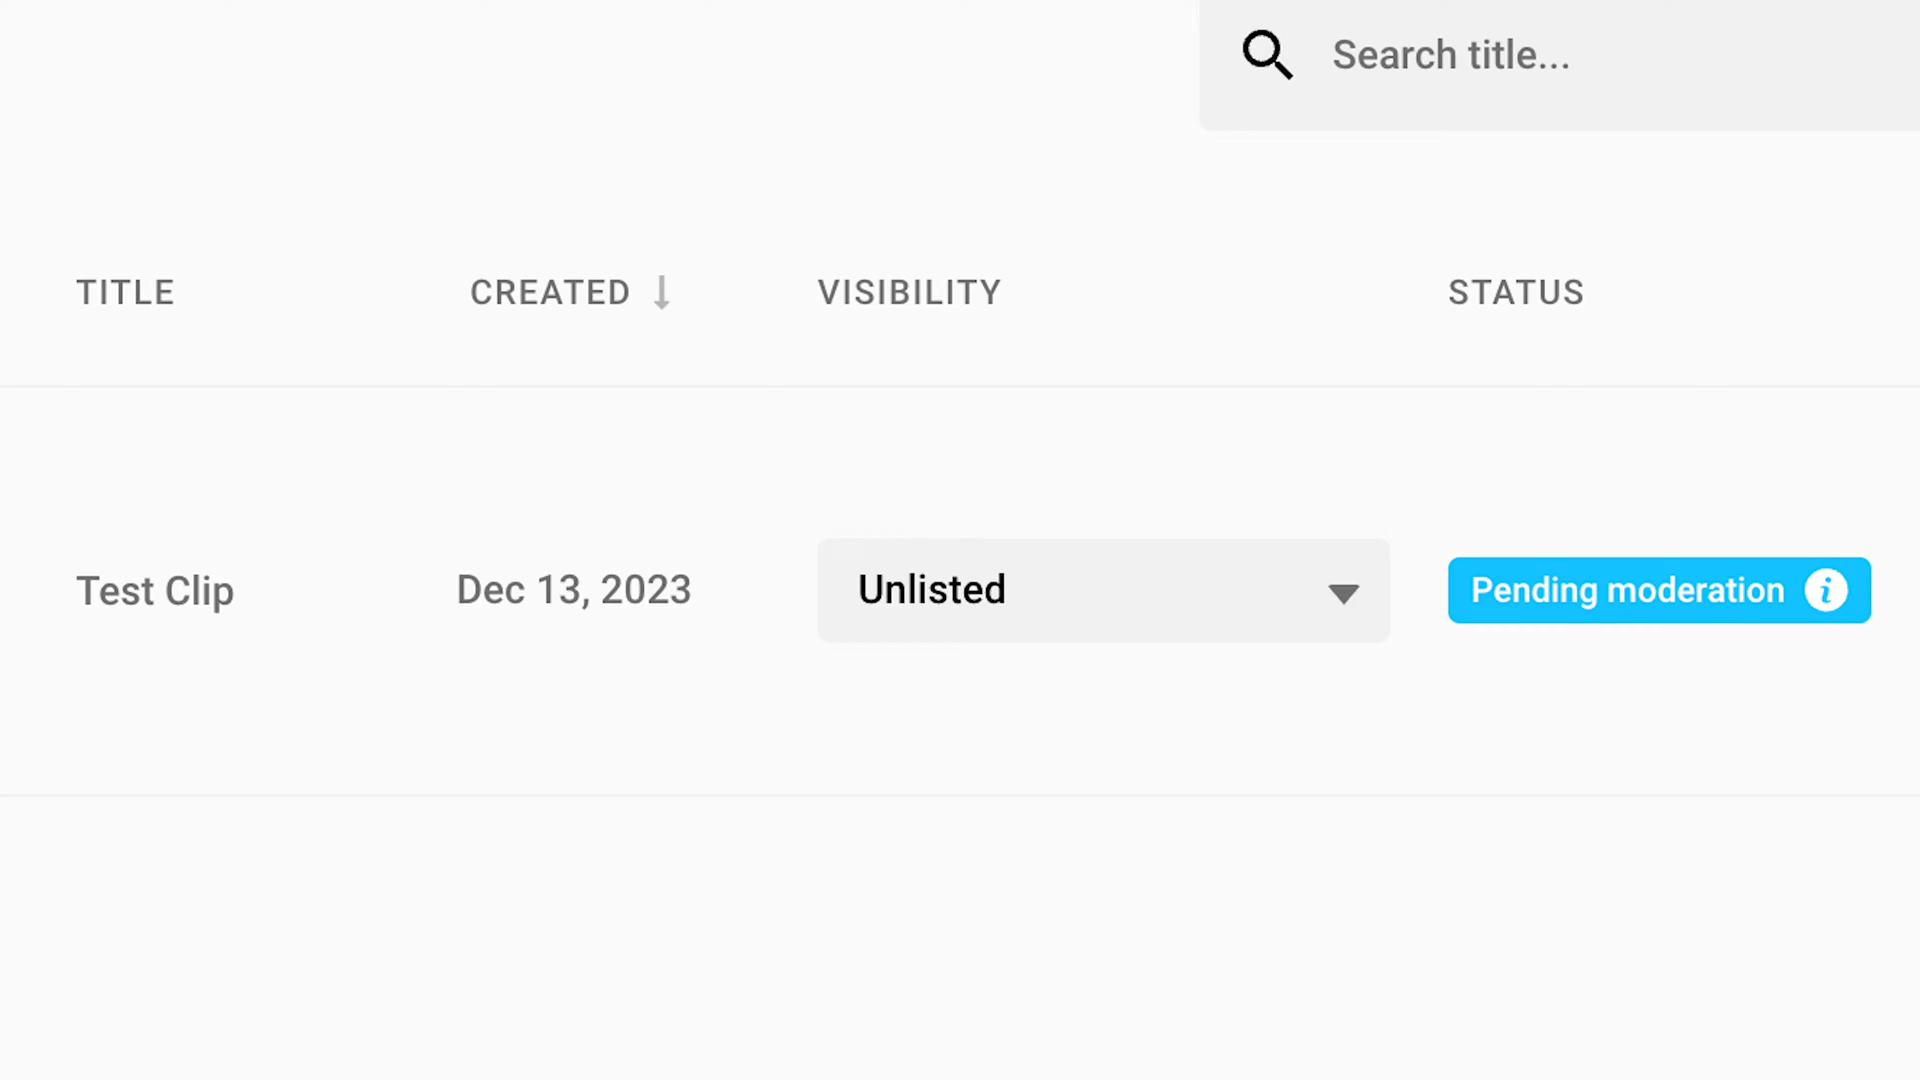 Search title...
TITLE CREATED VISIBILITY STATUS
Test Clip Dec 13, 2023 Unlisted Pending moderation